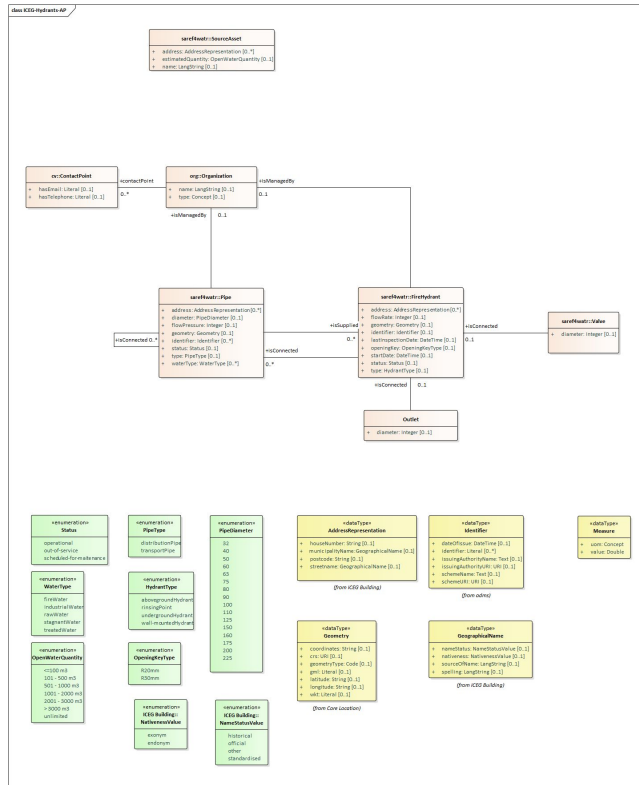 class ICEG-Hydrants-AP
saref4watr::SourceAsset
+ address: AddressRepresentation [0..*]
+ estimatedQuantity: OpenWaterQuantity [0..1]
+ name: LangString [0..1]
cv::ContactPoint
+ hasEmail: Literal [0..1]
+ hasTelephone: Literal [0..1]
+contactPoint
0..*
org::Organization
+ name: LangString [0..1]
+ type: Concept [0..1]
+isManagedBy
0..1
+isManagedBy 0..1
saref4watr::Pipe
+ address: AddressRepresentation[0..*]
+ diameter: PipeDiameter [0..1]
+ flowPressure: Integer [0..1]
+ geometry: Geometry [0..1]
+ identifier: Identifier [0..*]
+ status: Status [0..1]
+ type: PipeType [0..1]
+ waterType: WaterType [0..*]
+isConnected 0..*
+isSupplied
0..*
+isConnected
0..*
saref4watr::FireHydrant
+ address: AddressRepresentation[0..*]
+ flowRate: Integer [0..1]
+ geometry: Geometry [0..1]
+ identifier: Identifier [0..1]
+ lastInspectionDate: DateTime [0..1]
+ openingKey: OpeningKeyType [0..1]
+ startDate: DateTime [0..1]
+ status: Status [0..1]
+ type: HydrantType [0..1]
+isConnected
0..1
saref4watr::Value
+ diameter: Integer [0..1]
+isConnected 0..1
Outlet
+ diameter: Integer [0..1]
«enumeration»
Status
operational
out-of-service
scheduled-for-maitenance
«enumeration»
PipeType
distributionPipe
transportPipe
«enumeration»
PipeDiameter
32
40
50
60
65
75
80
90
100
110
125
150
160
175
200
225
«dataType»
AddressRepresentation
+ houseNumber: String [0..1]
+ municipalityName: GeographicalName [0..1]
+ postcode: String [0..1]
+ streetname: GeographicalName [0..1]
(from ICEG Building)
«dataType»
Identifier
+ dateOfIssue: DateTime [0..1]
+ identifier: Literal [0..*]
+ issuingAuthorityName: Text [0..1]
+ issuingAuthorityURI: URI [0..1]
+ schemeName: Text [0..1]
+ schemeURI: URI [0..1]
(from adms)
«dataType»
Measure
+ uom: Concept
+ value: Double
«enumeration»
WaterType
fireWater
industrialWater
rawWater
stagnantWater
treatedWater
«enumeration»
HydrantType
abovegroundHydrant
rinsingPoint
undergroundHydrant
wall-mountedHydrant
«dataType»
Geometry
+ coordinates: String [0..1]
+ crs: URI [0..1]
+ geometryType: Code [0..1]
+ gml: Literal [0..1]
+ latitude: String [0..1]
+ longitude: String [0..1]
+ wkt: Literal [0..1]
(from Core Location)
«dataType»
GeographicalName
+ nameStatus: NameStatusValue [0..1]
+ nativeness: NativenessValue [0..1]
+ sourceOfName: LangString [0..1]
+ spelling: LangString [0..1]
(from ICEG Building)
«enumeration»
OpenWaterQuantity
<=100 m3
101 - 500 m3
501 - 1000 m3
1001 - 2000 m3
2001 - 3000 m3
> 3000 m3
unlimited
«enumeration»
OpeningKeyType
R20mm
R30mm
«enumeration»
ICEG Building::
NativenessValue
exonym
endonym
«enumeration»
ICEG Building::
NameStatusValue
historical
official
other
standardised